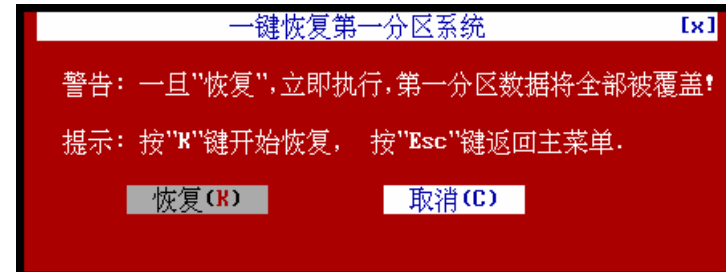 一键恢复第一分区系统 [x]
警告: 一旦"恢复",立即执行,第一分区数据将全部被覆盖!
提示: 按"K"键开始恢复, 按"Esc"键返回主菜单.
恢复(K) 取消(C)